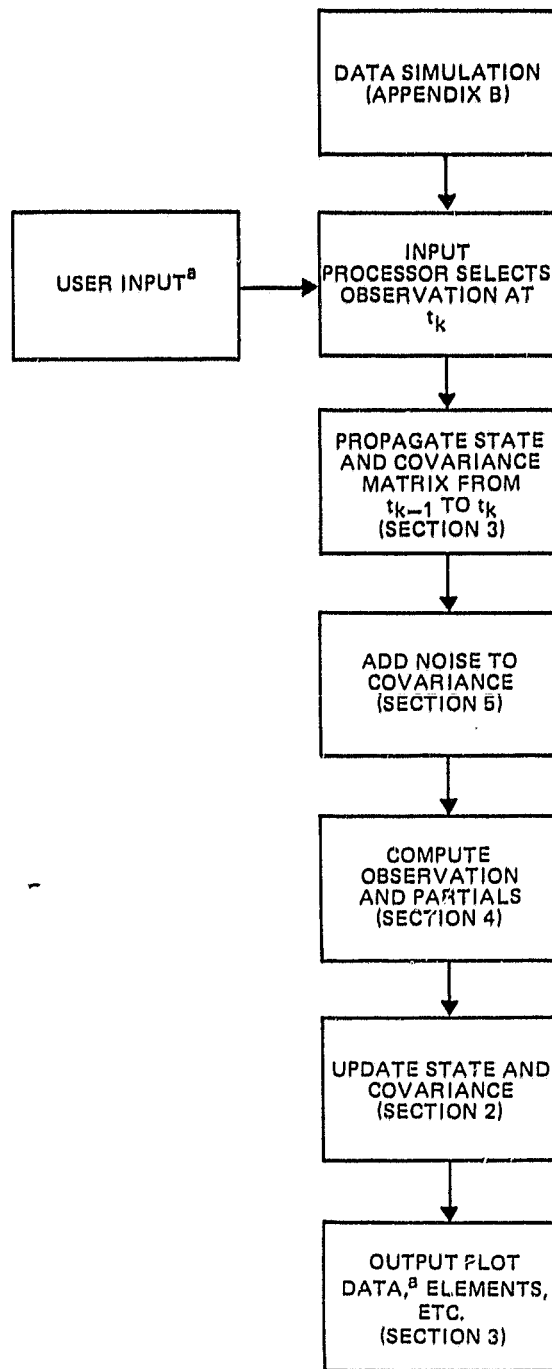 DATA SIMULATION
(APPENDIX B)
USER INPUTᵃ
INPUT
PROCESSOR SELECTS
OBSERVATION AT
tₖ
PROPAGATE STATE
AND COVARIANCE
MATRIX FROM
tₖ₋₁ TO tₖ
(SECTION 3)
ADD NOISE TO
COVARIANCE
(SECTION 5)
COMPUTE
OBSERVATION
AND PARTIALS
(SECTION 4)
UPDATE STATE AND
COVARIANCE
(SECTION 2)
OUTPUT PLOT
DATA,ᵃ ELEMENTS,
ETC.
(SECTION 3)